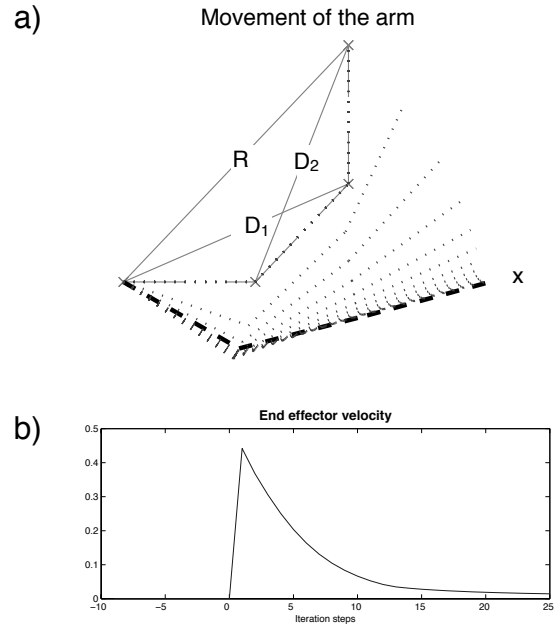 a)
Movement of the arm
R
D2
D1
x
b)
End effector velocity
0.5
0.4
0.3
0.2
0.1
0
−10 −5 0 5 10 15 20 25
Iteration steps